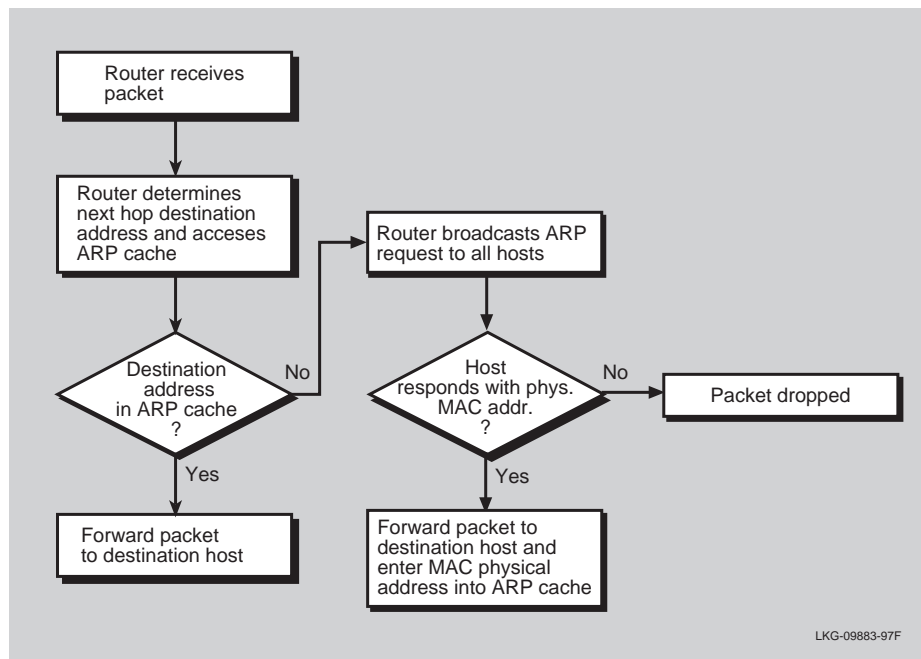 Router receives
packet
Router determines
next hop destination
address and acceses
ARP cache
Router broadcasts ARP
request to all hosts
Destination
address
in ARP cache
?
No
Host
responds with phys.
MAC addr.
?
No
Packet dropped
Yes
Yes
Forward packet
to destination host
Forward packet to
destination host and
enter MAC physical
address into ARP cache
LKG-09883-97F